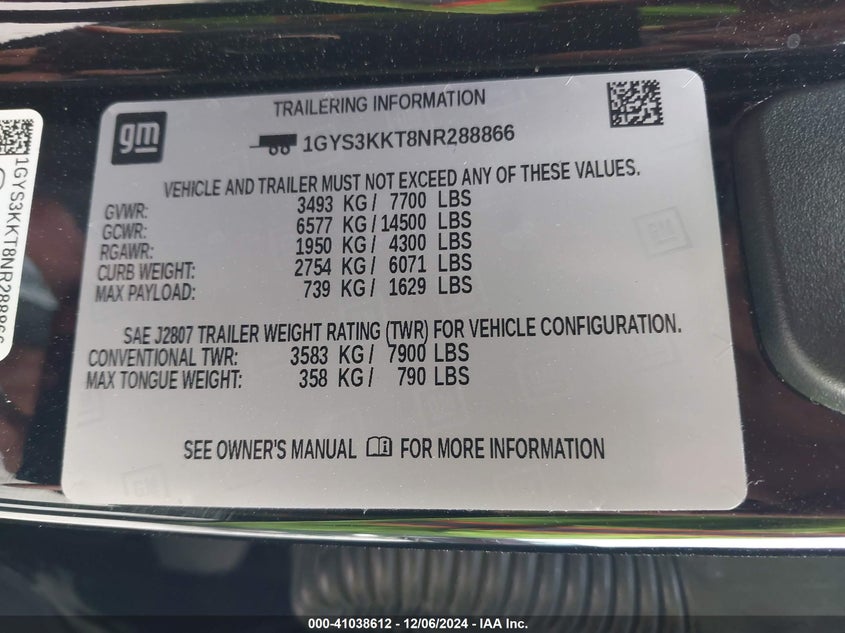 TRAILERING INFORMATION
gm
1GYS3KKT8NR288866
VEHICLE AND TRAILER MUST NOT EXCEED ANY OF THESE VALUES.
GVWR: 3493 KG / 7700 LBS
GCWR: 6577 KG / 14500 LBS
RGAWR: 1950 KG / 4300 LBS
CURB WEIGHT: 2754 KG / 6071 LBS
MAX PAYLOAD: 739 KG / 1629 LBS
SAE J2807 TRAILER WEIGHT RATING (TWR) FOR VEHICLE CONFIGURATION.
CONVENTIONAL TWR: 3583 KG / 7900 LBS
MAX TONGUE WEIGHT: 358 KG / 790 LBS
SEE OWNER'S MANUAL FOR MORE INFORMATION
1GYS3KKT8NR288866
000-41038612 - 12/06/2024 - IAA Inc.